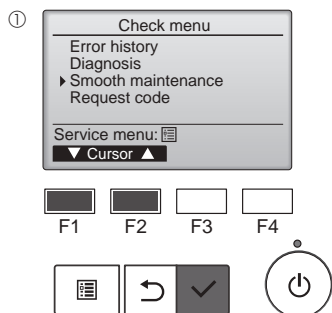 ①
Check menu
Error history
Diagnosis
Smooth maintenance
Request code
Service menu:
▼ Cursor ▲
F1 F2 F3 F4